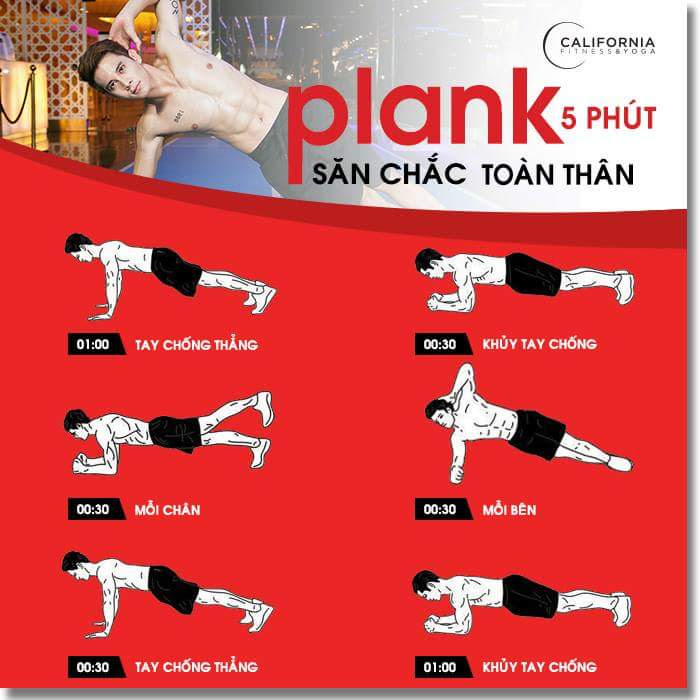 CALIFORNIA
FITNESS&YOGA
plank 5 PHÚT
SĂN CHẮC TOÀN THÂN
01:00 TAY CHỐNG THẲNG
00:30 KHỦY TAY CHỐNG
00:30 MỖI CHÂN
00:30 MỖI BÊN
00:30 TAY CHỐNG THẲNG
01:00 KHỦY TAY CHỐNG